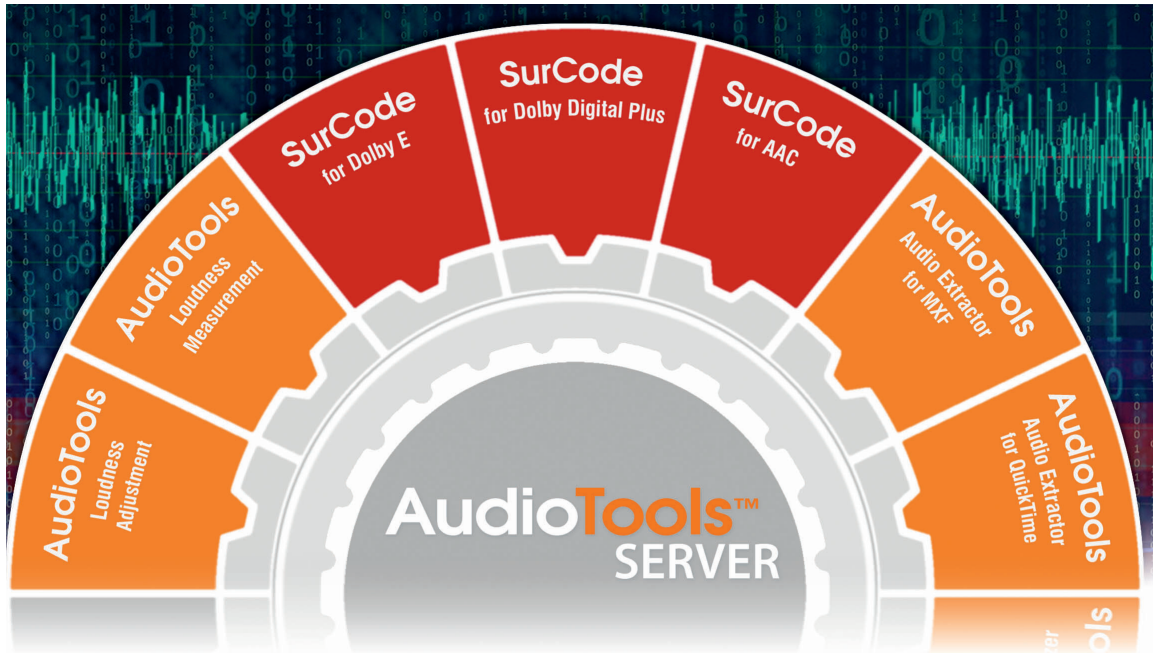 AudioTools
Loudness
Adjustment
AudioTools
Loudness
Measurement
SurCode
for Dolby E
SurCode
for Dolby Digital Plus
SurCode
for AAC
AudioTools
Audio Extractor
for MXF
AudioTools
Audio Extractor
for QuickTime
AudioTools™
SERVER